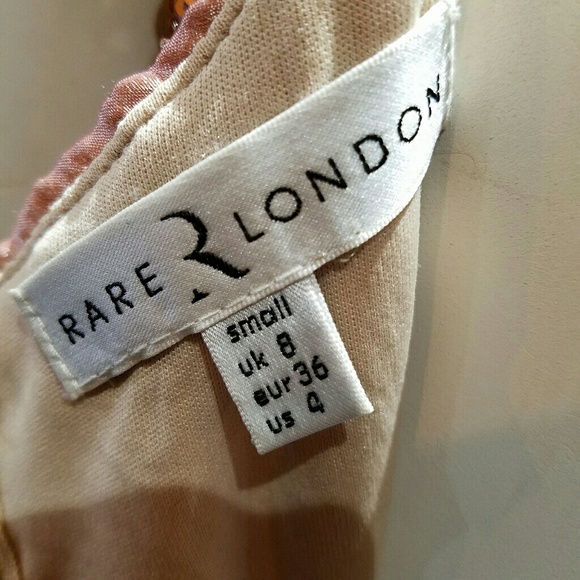 RARE R LONDON
small
uk 8
eur 36
us 4